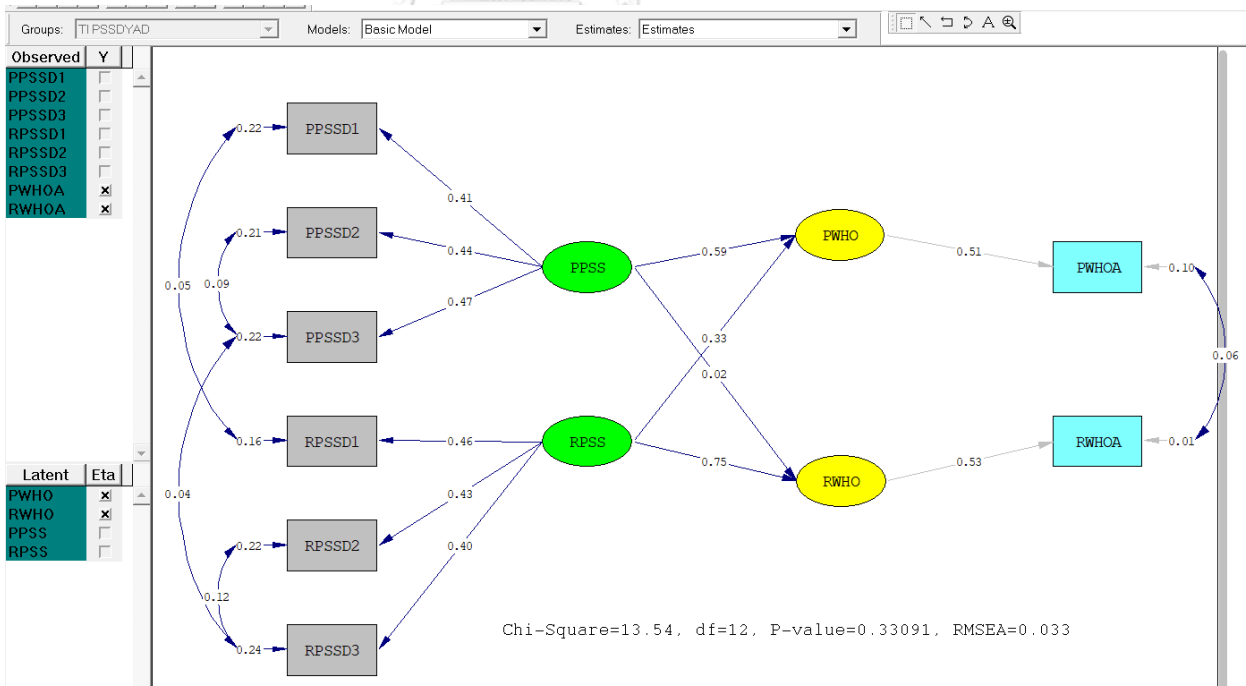 Groups: TI PSSDYAD Models: Basic Model Estimates: Estimates A
Observed Y
PPSSD1
PPSSD2
PPSSD3
RPSSD1
RPSSD2
RPSSD3
PWHOA
RWHOA
Latent Eta
PWHO
RWHO
PPSS
RPSS
0.22 PPSSD1
0.41
0.21 PPSSD2
0.44 0.59 PWHO 0.51
PPSS PWHOA 0.10
0.05 0.09
0.47
0.22 PPSSD3 0.33
0.02 0.06
0.16 RPSSD1 0.46 RPSS RWHOA 0.01
0.75 0.53
RWHO
0.04 0.43
0.22 RPSSD2 0.40
0.12
Chi-Square=13.54, df=12, P-value=0.33091, RMSEA=0.033
0.24 RPSSD3